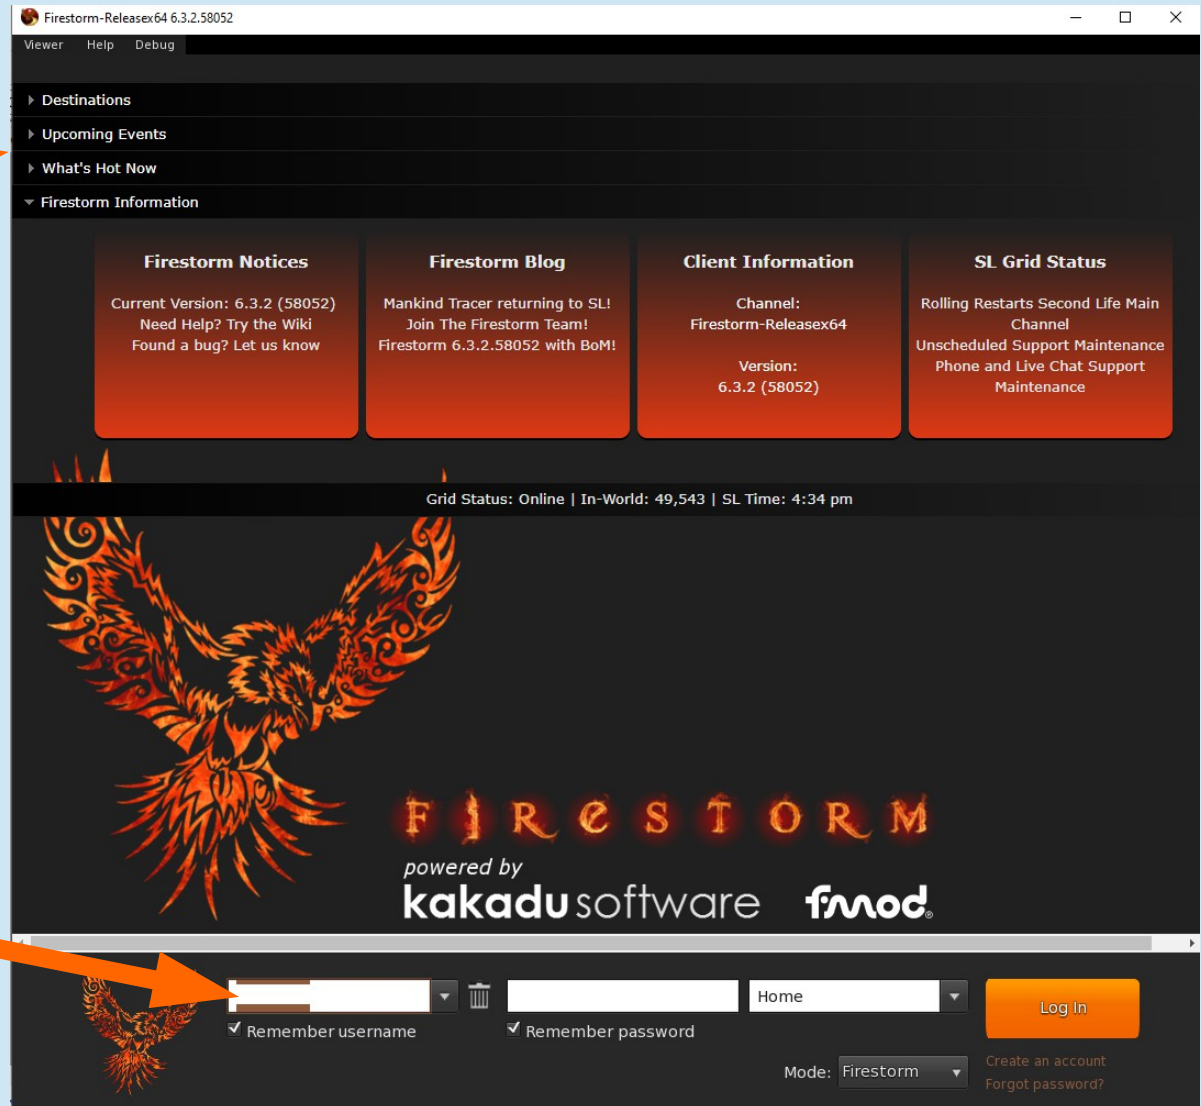 Firestorm-Releasex64 6.3.2.58052
Viewer Help Debug
Destinations
Upcoming Events
What's Hot Now
Firestorm Information
Firestorm Notices
Current Version: 6.3.2 (58052)
Need Help? Try the Wiki
Found a bug? Let us know
Firestorm Blog
Mankind Tracer returning to SL!
Join The Firestorm Team!
Firestorm 6.3.2.58052 with BoM!
Client Information
Channel:
Firestorm-Releasex64
Version:
6.3.2 (58052)
SL Grid Status
Rolling Restarts Second Life Main
Channel
Unscheduled Support Maintenance
Phone and Live Chat Support
Maintenance
Grid Status: Online | In-World: 49,543 | SL Time: 4:34 pm
FIRESTORM
powered by
kakadu software fmod®
Home
Log In
Remember username
Remember password
Mode: Firestorm
Create an account
Forgot password?